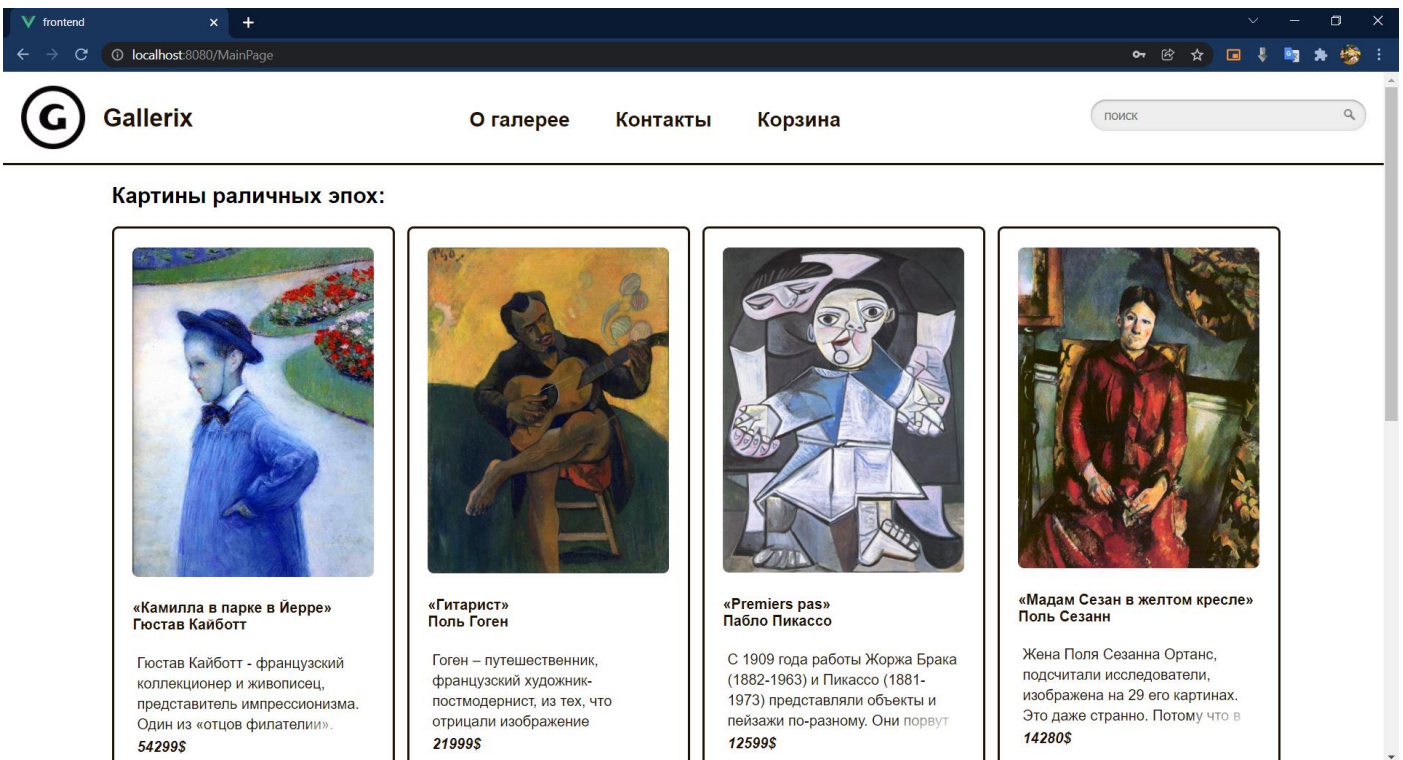 frontend
localhost:8080/MainPage
G
Gallerix
О галерее
Контакты
Корзина
поиск
Картины раличных эпох:
«Камилла в парке в Йерре»
Гюстав Кайботт
Гюстав Кайботт - французский
коллекционер и живописец,
представитель импрессионизма.
Один из «отцов филателии».
54299$
«Гитарист»
Поль Гоген
Гоген – путешественник,
французский художник-
постмодернист, из тех, что
отрицали изображение
21999$
«Premiers pas»
Пабло Пикассо
С 1909 года работы Жоржа Брака
(1882-1963) и Пикассо (1881-
1973) представляли объекты и
пейзажи по-разному. Они порвут
12599$
«Мадам Сезан в желтом кресле»
Поль Сезанн
Жена Поля Сезанна Ортанс,
подсчитали исследователи,
изображена на 29 его картинах.
Это даже странно. Потому что в
14280$